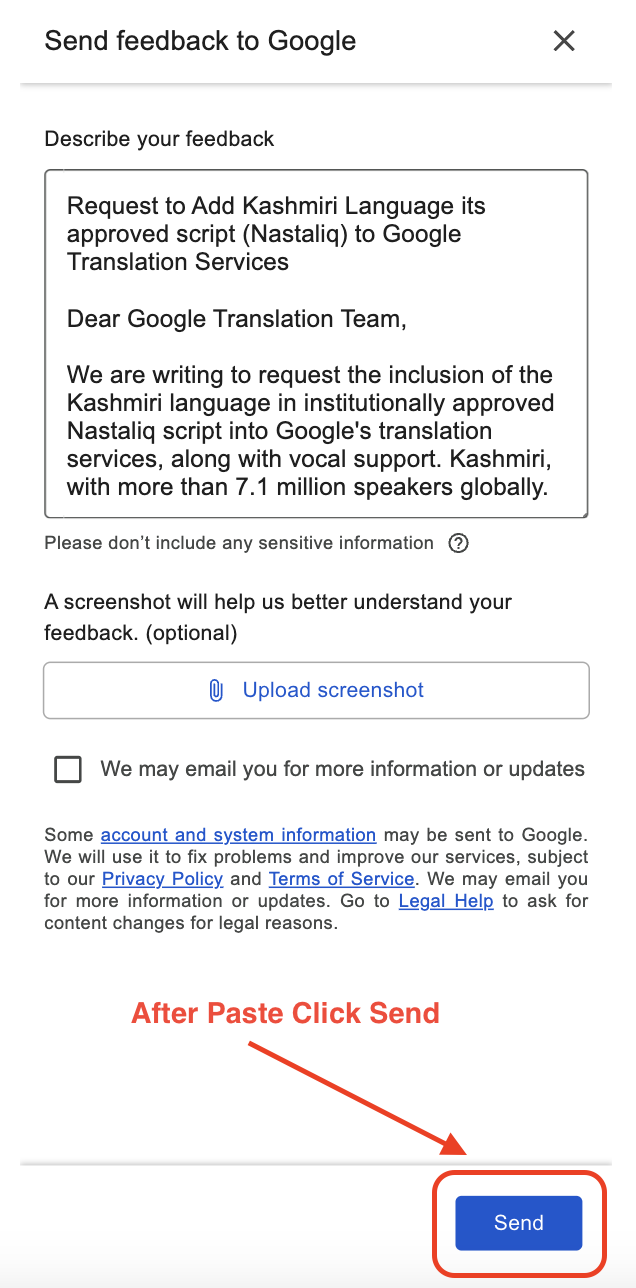 Send feedback to Google
Describe your feedback
Request to Add Kashmiri Language its
approved script (Nastaliq) to Google
Translation Services
Dear Google Translation Team,
We are writing to request the inclusion of the
Kashmiri language in institutionally approved
Nastaliq script into Google's translation
services, along with vocal support. Kashmiri,
with more than 7.1 million speakers globally.
Please don’t include any sensitive information
A screenshot will help us better understand your
feedback. (optional)
Upload screenshot
We may email you for more information or updates
Some account and system information may be sent to Google.
We will use it to fix problems and improve our services, subject
to our Privacy Policy and Terms of Service. We may email you
for more information or updates. Go to Legal Help to ask for
content changes for legal reasons.
After Paste Click Send
Send